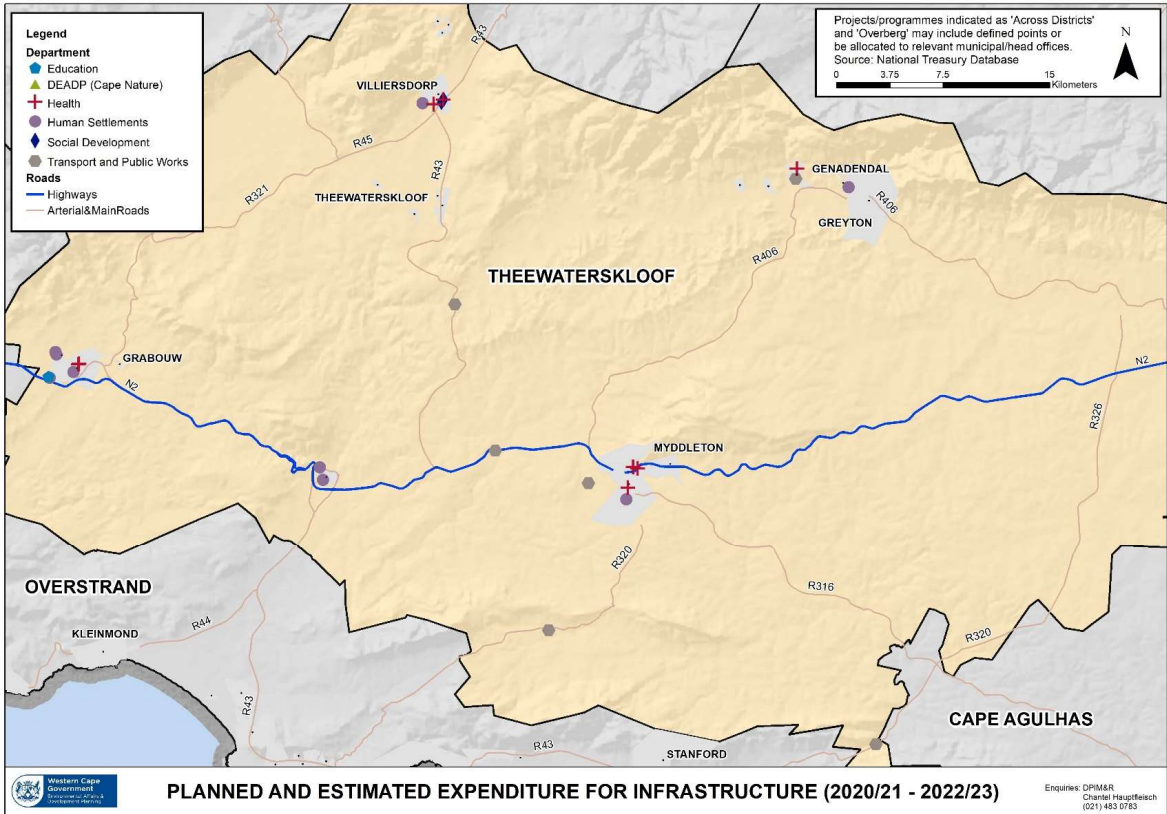 Legend
Department
Education
DEADP (Cape Nature)
Health
Human Settlements
Social Development
Transport and Public Works
Roads
Highways
Arterial&MainRoads
Projects/programmes indicated as 'Across Districts'
and 'Overberg' may include defined points or
be allocated to relevant municipal/head offices.
Source: National Treasury Database
0 3.75 7.5 15
Kilometers
N
R43
VILLIERSDORP
R45
R43
R321
THEEWATERSKLOOF
GENADENDAL
R406
GREYTON
R406
THEEWATERSKLOOF
GRABOUW
N2
N2
R326
MYDDLETON
R320
R316
OVERSTRAND
KLEINMOND
R44
R43
R320
CAPE AGULHAS
R43
STANFORD
Western Cape
Government
Environmental Affairs &
Development Planning
PLANNED AND ESTIMATED EXPENDITURE FOR INFRASTRUCTURE (2020/21 - 2022/23)
Enquiries: DPIM&R
Chantel Hauptfleisch
(021) 483 0783